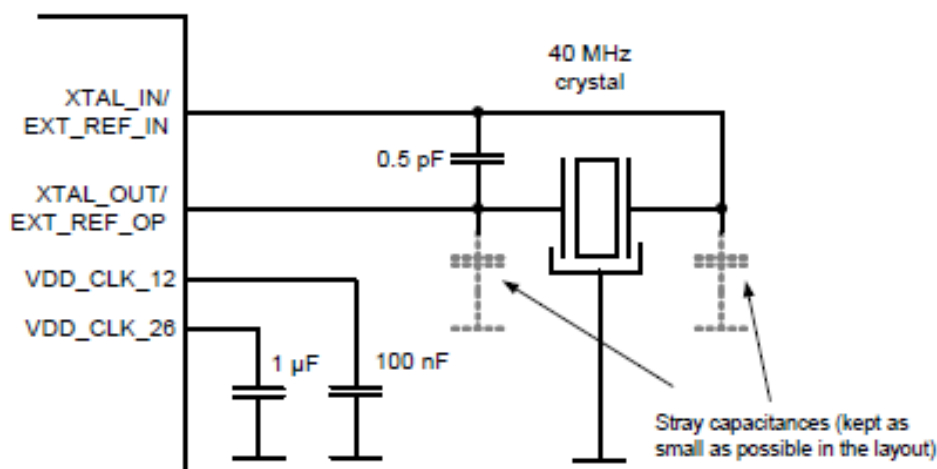 40 MHz
crystal
XTAL_IN/
EXT_REF_IN
0.5 pF
XTAL_OUT/
EXT_REF_OP
VDD_CLK_12
VDD_CLK_26
1 µF
100 nF
Stray capacitances (kept as
small as possible in the layout)